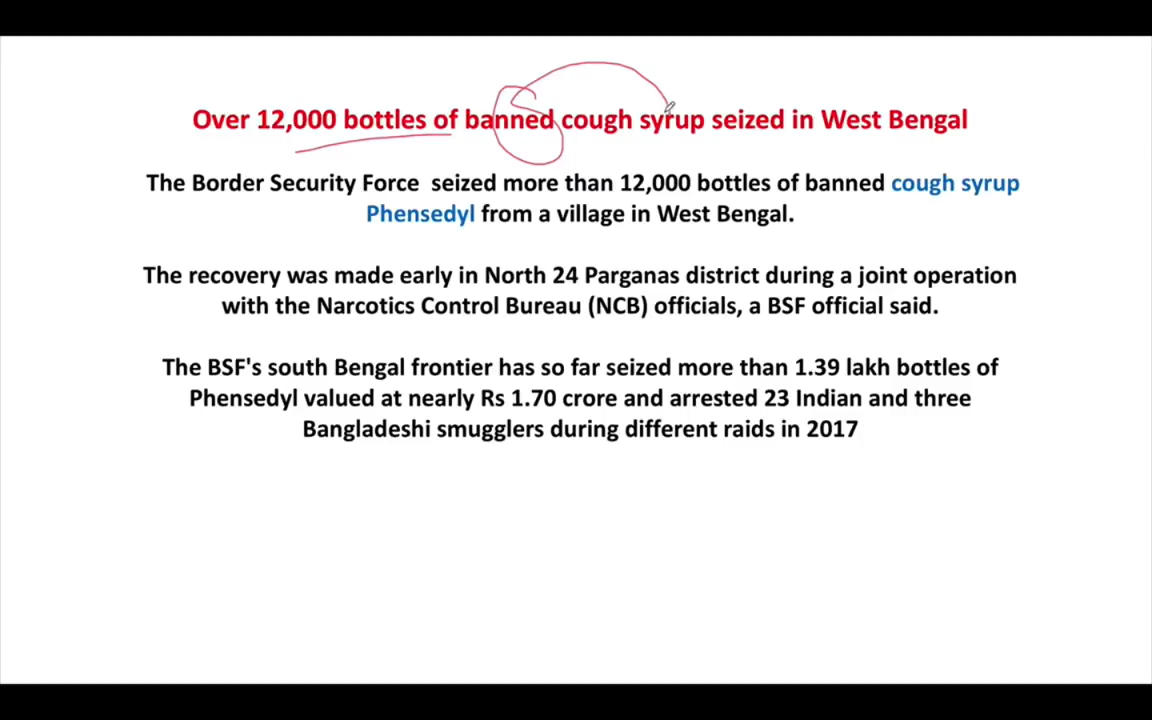 Over 12,000 bottles of banned cough syrup seized in West Bengal
The Border Security Force seized more than 12,000 bottles of banned cough syrup
Phensedyl from a village in West Bengal.
The recovery was made early in North 24 Parganas district during a joint operation
with the Narcotics Control Bureau (NCB) officials, a BSF official said.
The BSF's south Bengal frontier has so far seized more than 1.39 lakh bottles of
Phensedyl valued at nearly Rs 1.70 crore and arrested 23 Indian and three
Bangladeshi smugglers during different raids in 2017